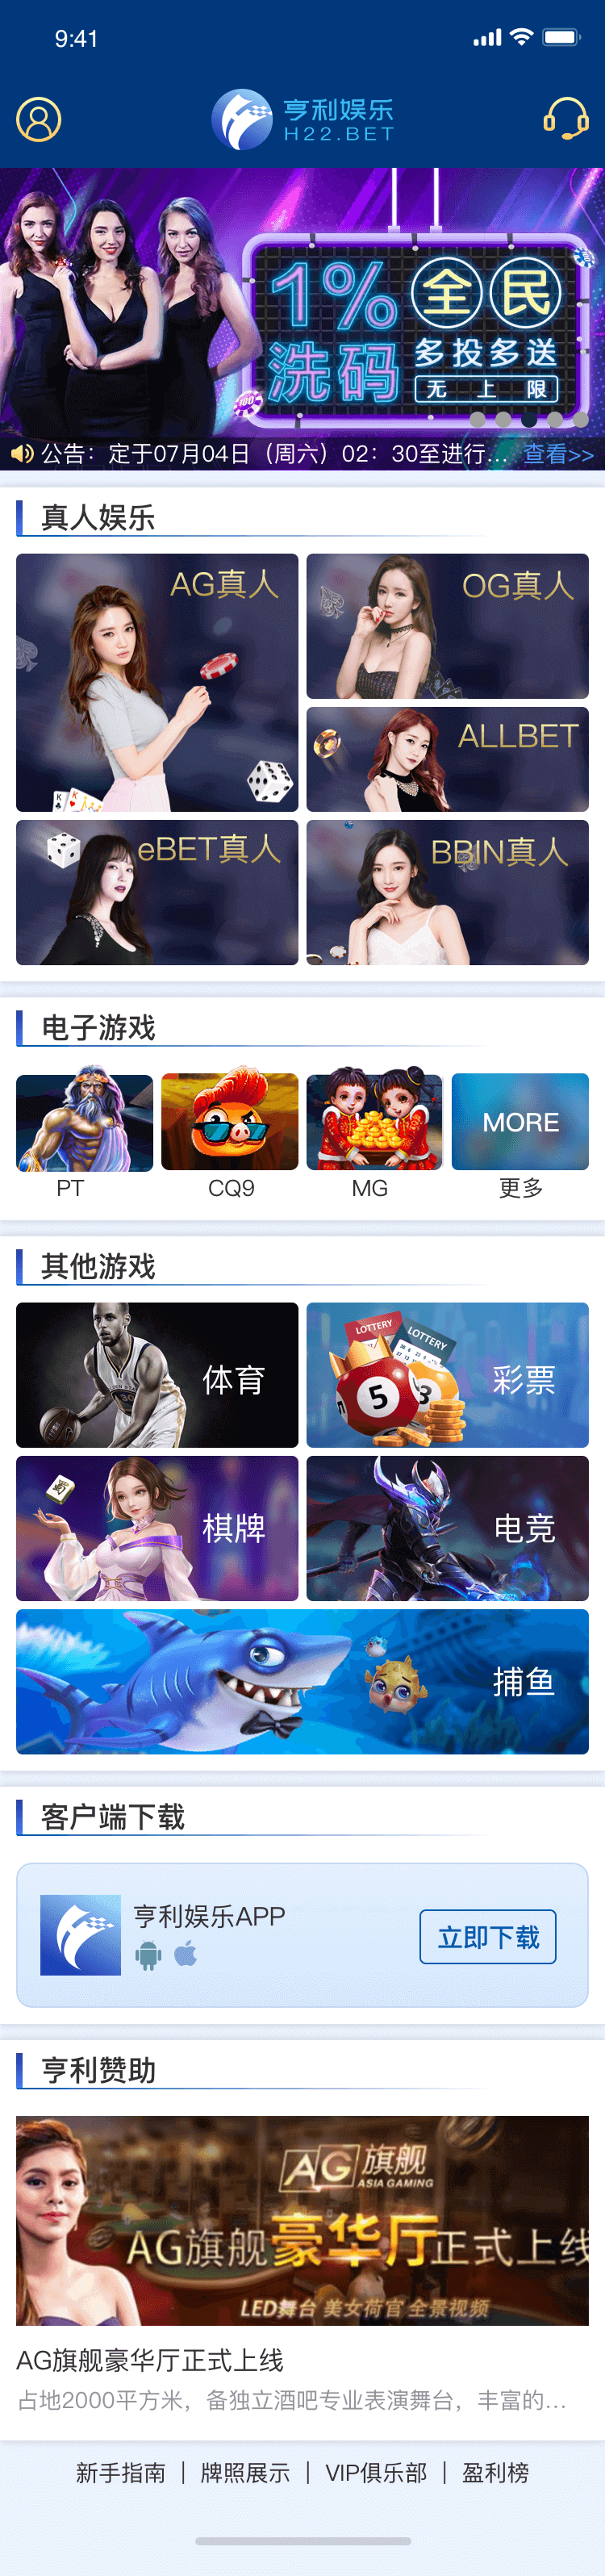 9:41
亨利娱乐
H22.BET
1% 全民
洗码 多投多送
无上限
100
公告：定于07月04日（周六）02：30至进行... 查看>>
真人娱乐
AG真人
OG真人
ALLBET
K K
eBET真人
BBIN真人
电子游戏
MORE
PT
CQ9
MG
更多
其他游戏
体育
LOTTERY
LOTTERY
5
3
彩票
棋牌
电竞
捕鱼
客户端下载
亨利娱乐APP
立即下载
亨利赞助
AG旗舰
ASIA GAMING
AG旗舰豪华厅正式上线
LED舞台 美女荷官 全景视频
AG旗舰豪华厅正式上线
占地2000平方米，备独立酒吧专业表演舞台，丰富的...
新手指南 | 牌照展示 | VIP俱乐部 | 盈利榜